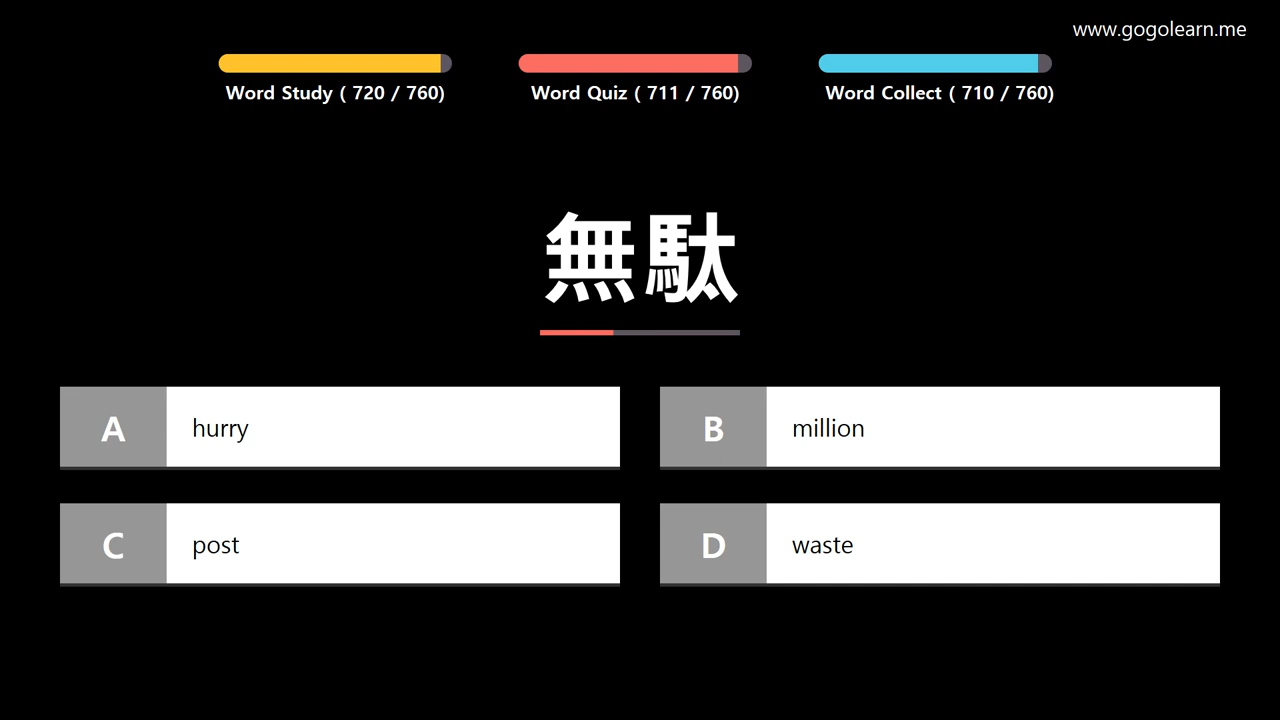 www.gogolearn.me
Word Study ( 720 / 760)
Word Quiz ( 711 / 760)
Word Collect ( 710 / 760)
無駄
A hurry
B million
C post
D waste